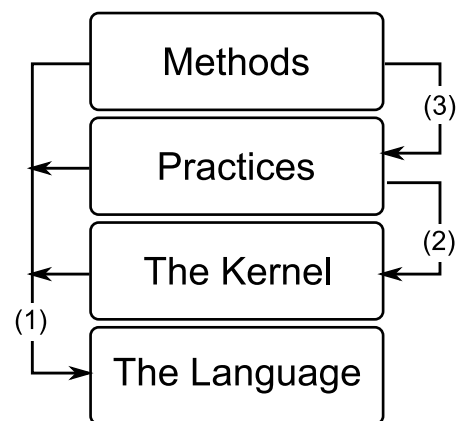 Methods
(3)
Practices
(2)
The Kernel
(1)
The Language